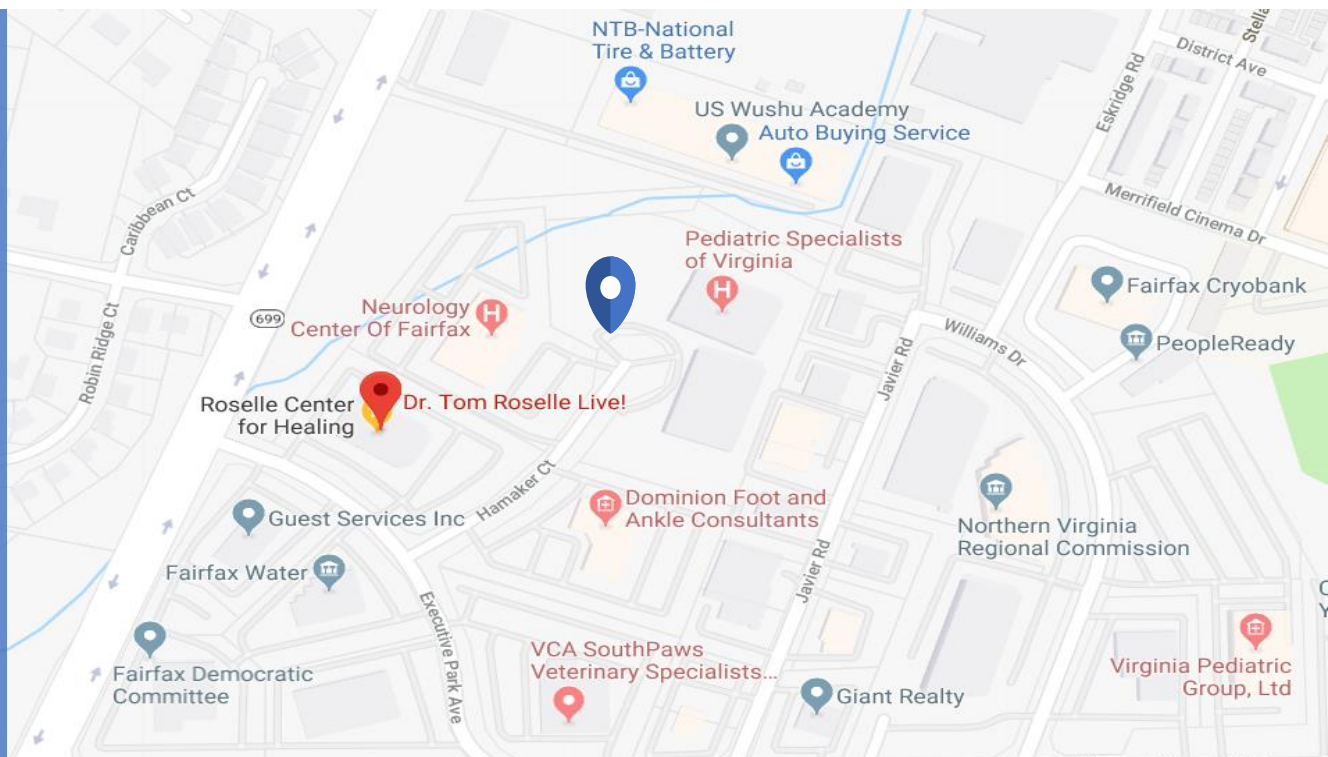 NTB-National
Tire & Battery
Stella
District Ave
Eskridge Rd
US Wushu Academy
Auto Buying Service
Caribbean Ct
Merrifield Cinema Dr
Pediatric Specialists
of Virginia
Fairfax Cryobank
Neurology
Center Of Fairfax
699
Robin Ridge Ct
Williams Dr
PeopleReady
Javier Rd
Roselle Center
for Healing
Dr. Tom Roselle Live!
Hamaker Ct
Guest Services Inc
Dominion Foot and
Ankle Consultants
Northern Virginia
Regional Commission
Fairfax Water
Javier Rd
Executive Park Ave
C
Y
Fairfax Democratic
Committee
VCA SouthPaws
Veterinary Specialists...
Giant Realty
Virginia Pediatric
Group, Ltd
H
H